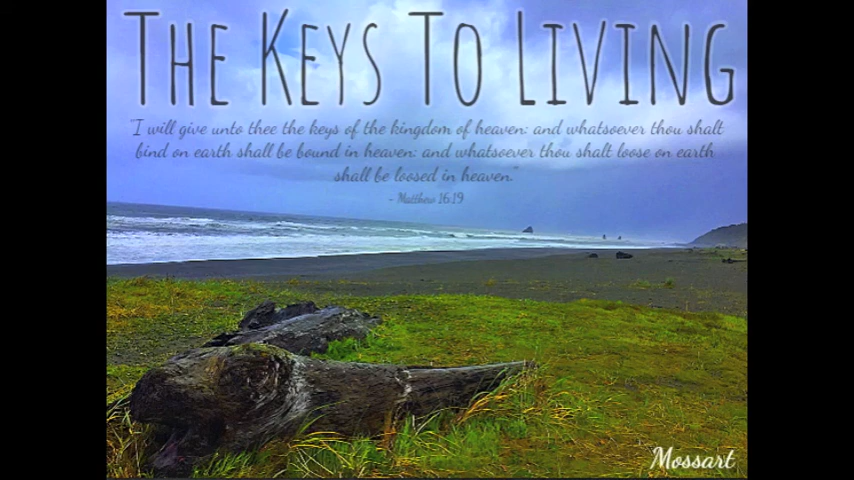 The Keys To Living
"I will give unto thee the keys of the kingdom of heaven: and whatsoever thou shalt
bind on earth shall be bound in heaven: and whatsoever thou shalt loose on earth
shall be loosed in heaven."
- Matthew 16:19
Mossart